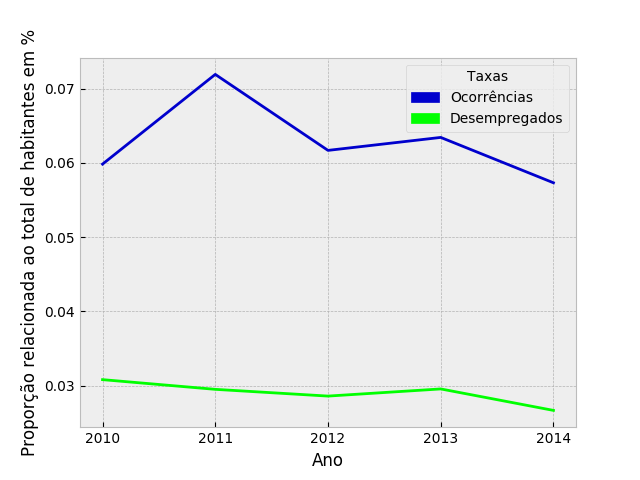 Proporção relacionada ao total de habitantes em %
0.07
0.06
0.05
0.04
0.03
Taxas
Ocorrências
Desempregados
2010 2011 2012 2013 2014
Ano